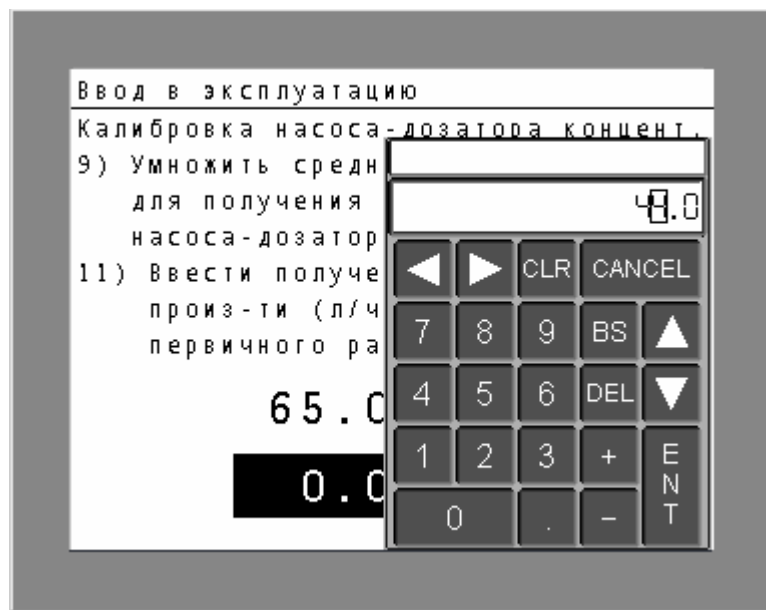 Ввод в эксплуатацию
Калибровка насоса-дозатора концент.
9) Умножить средн
для получения
насоса-дозатор
11) Ввести получе
произ-ти (л/ч
первичного ра
65.0
0.0
CLR CANCEL
7 8 9 BS
4 5 6 DEL
1 2 3 + ENT
0 . –